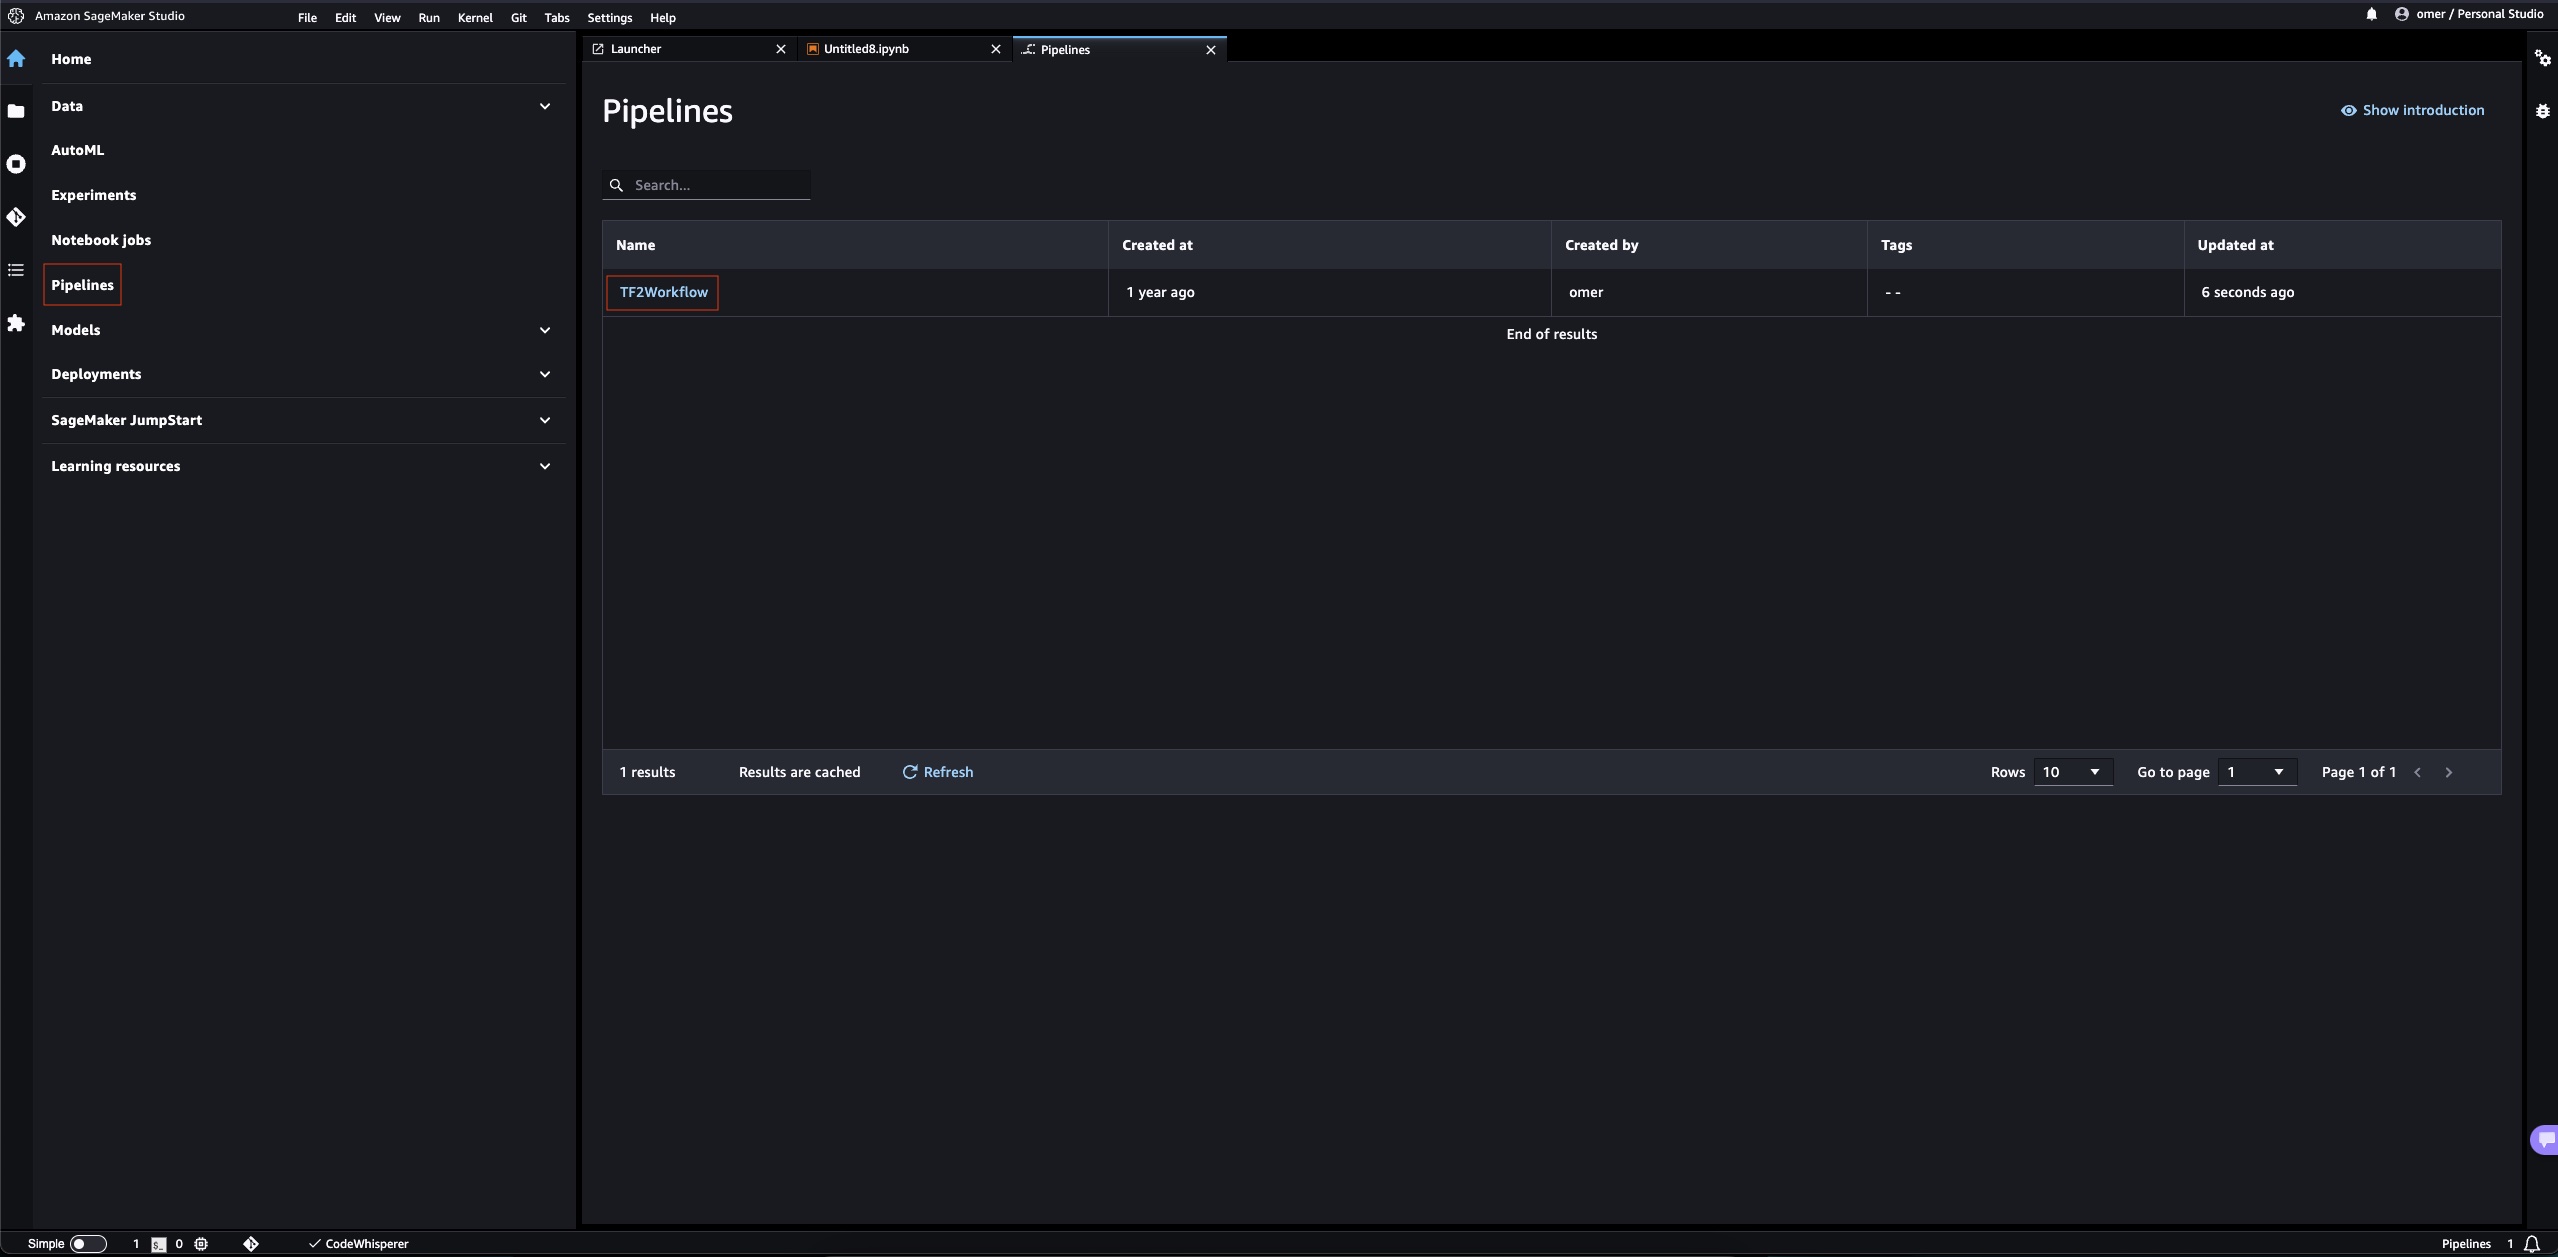 Amazon SageMaker Studio
File Edit View Run Kernel Git Tabs Settings Help
omer / Personal Studio
Home
Data
AutoML
Experiments
Notebook jobs
Pipelines
Models
Deployments
SageMaker JumpStart
Learning resources
Launcher
Untitled8.ipynb
Pipelines
Pipelines
Show introduction
Search...
Name Created at Created by Tags Updated at
TF2Workflow 1 year ago omer - - 6 seconds ago
End of results
1 results Results are cached Refresh
Rows 10 Go to page 1 Page 1 of 1
Simple 1 $_ 0 CodeWhisperer
Pipelines 1